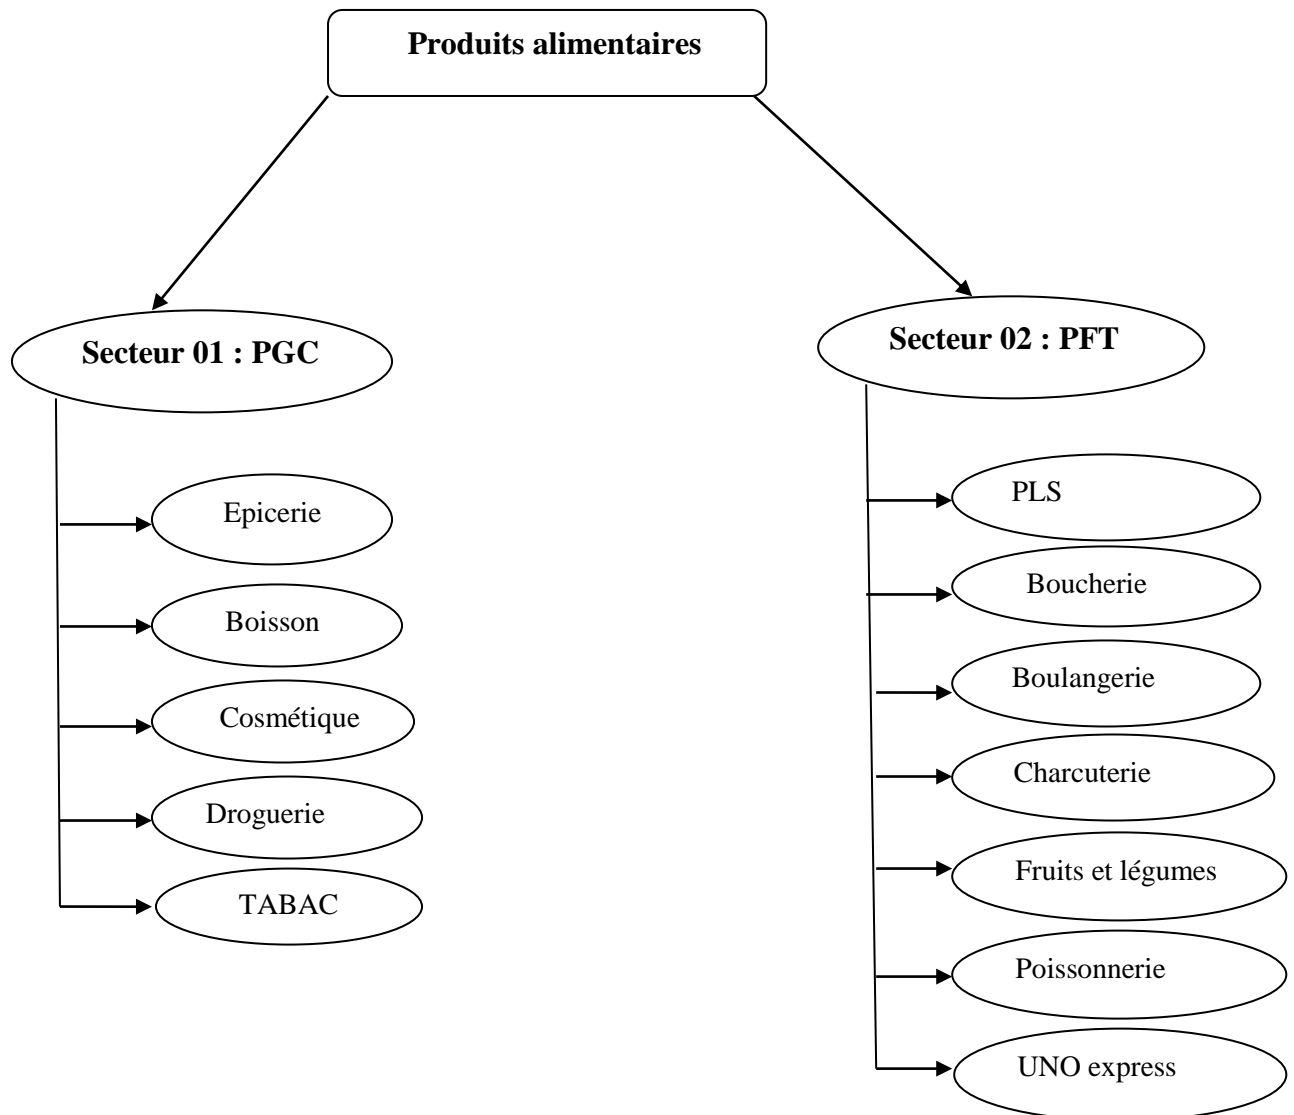 Produits alimentaires
Secteur 01 : PGC
Epicerie
Boisson
Cosmétique
Droguerie
TABAC
Secteur 02 : PFT
PLS
Boucherie
Boulangerie
Charcuterie
Fruits et légumes
Poissonnerie
UNO express